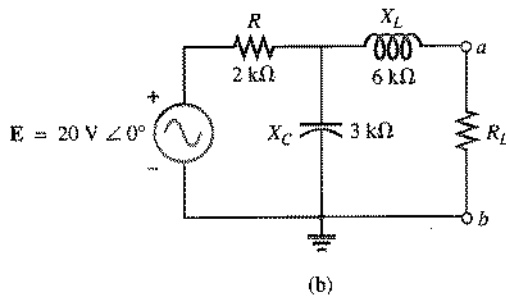 R
X_L
2 kΩ
6 kΩ
a
+
E = 20 V ∠ 0°
−
X_C
3 kΩ
R_L
b
(b)